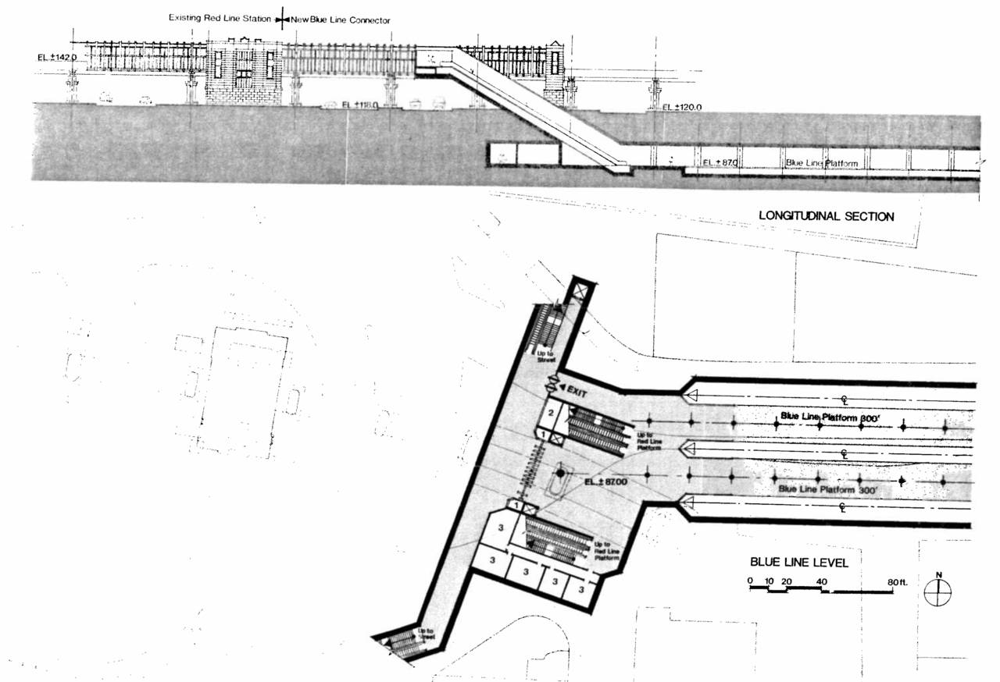 Existing Red Line Station
New Blue Line Connector
EL ±142.0
EL ±118.0
EL. ±120.0
EL. ± 87.0
Blue Line Platform
LONGITUDINAL SECTION
Up to
Street
EXIT
2
1
Up to
Red Line
Platform
Blue Line Platform 300'
EL. ± 87.00
Blue Line Platform 300'
1
3
3
3
3
3
Up to
Red Line
Platform
Up to
Street
BLUE LINE LEVEL
0 10 20 40 80 ft.
N